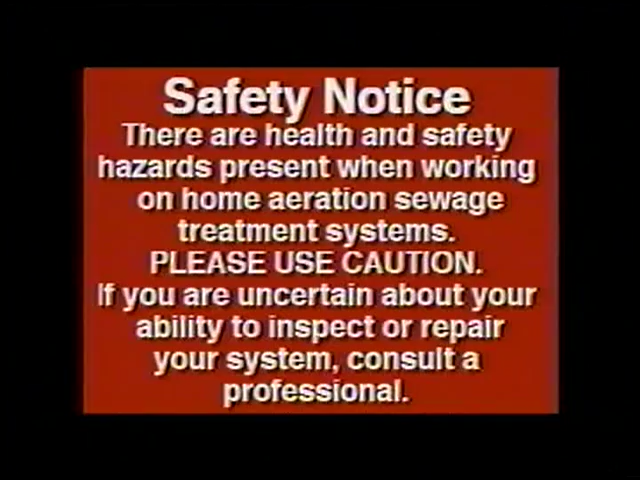 Safety Notice
There are health and safety
hazards present when working
on home aeration sewage
treatment systems.
PLEASE USE CAUTION.
If you are uncertain about your
ability to inspect or repair
your system, consult a
professional.